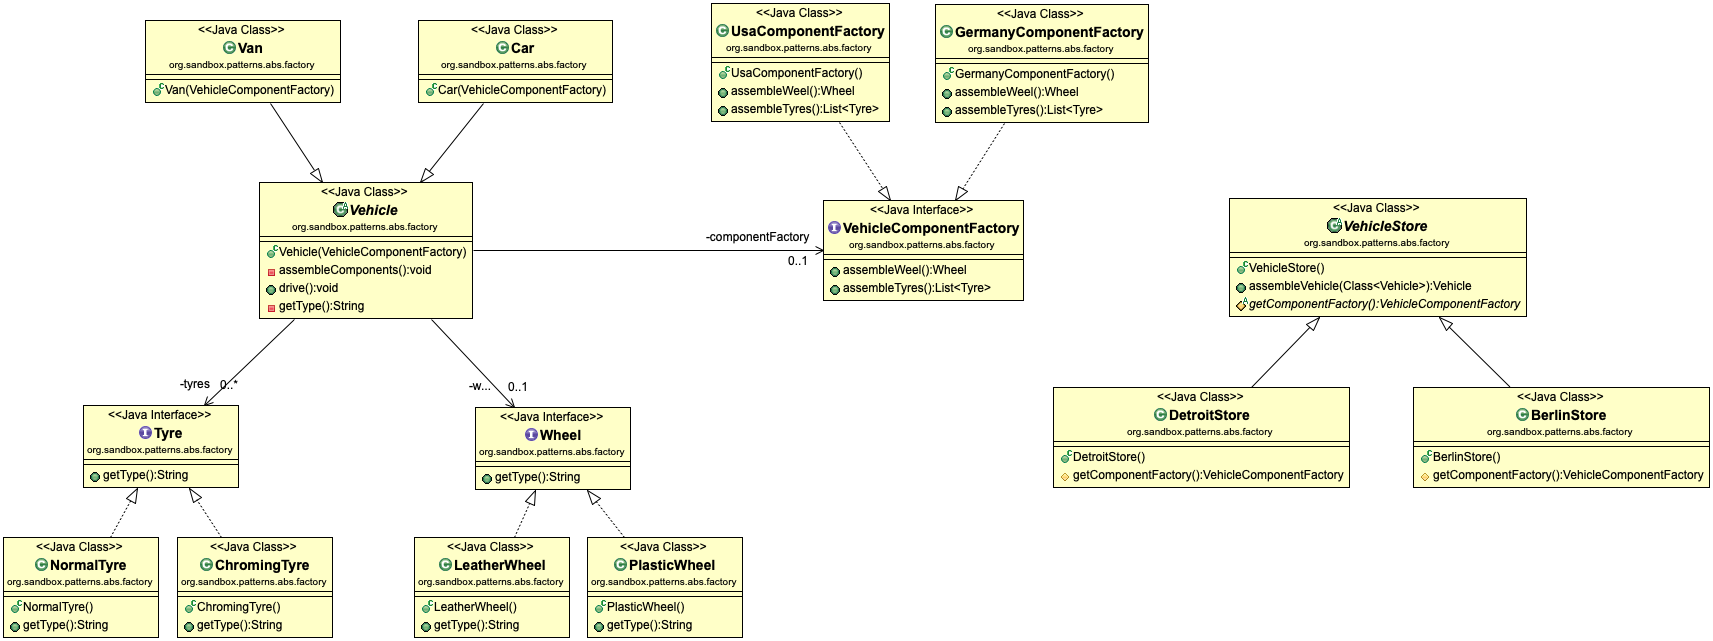 <<Java Class>>
Van
org.sandbox.patterns.abs.factory
Van(VehicleComponentFactory)
<<Java Class>>
Car
org.sandbox.patterns.abs.factory
Car(VehicleComponentFactory)
<<Java Class>>
UsaComponentFactory
org.sandbox.patterns.abs.factory
UsaComponentFactory()
assembleWeel():Wheel
assembleTyres():List<Tyre>
<<Java Class>>
GermanyComponentFactory
org.sandbox.patterns.abs.factory
GermanyComponentFactory()
assembleWeel():Wheel
assembleTyres():List<Tyre>
<<Java Class>>
Vehicle
org.sandbox.patterns.abs.factory
Vehicle(VehicleComponentFactory)
assembleComponents():void
drive():void
getType():String
-componentFactory
0..1
<<Java Interface>>
VehicleComponentFactory
org.sandbox.patterns.abs.factory
assembleWeel():Wheel
assembleTyres():List<Tyre>
<<Java Class>>
VehicleStore
org.sandbox.patterns.abs.factory
VehicleStore()
assembleVehicle(Class<Vehicle>):Vehicle
getComponentFactory():VehicleComponentFactory
-tyres 0..*
-w... 0..1
<<Java Interface>>
Tyre
org.sandbox.patterns.abs.factory
getType():String
<<Java Interface>>
Wheel
org.sandbox.patterns.abs.factory
getType():String
<<Java Class>>
DetroitStore
org.sandbox.patterns.abs.factory
DetroitStore()
getComponentFactory():VehicleComponentFactory
<<Java Class>>
BerlinStore
org.sandbox.patterns.abs.factory
BerlinStore()
getComponentFactory():VehicleComponentFactory
<<Java Class>>
NormalTyre
org.sandbox.patterns.abs.factory
NormalTyre()
getType():String
<<Java Class>>
ChromingTyre
org.sandbox.patterns.abs.factory
ChromingTyre()
getType():String
<<Java Class>>
LeatherWheel
org.sandbox.patterns.abs.factory
LeatherWheel()
getType():String
<<Java Class>>
PlasticWheel
org.sandbox.patterns.abs.factory
PlasticWheel()
getType():String